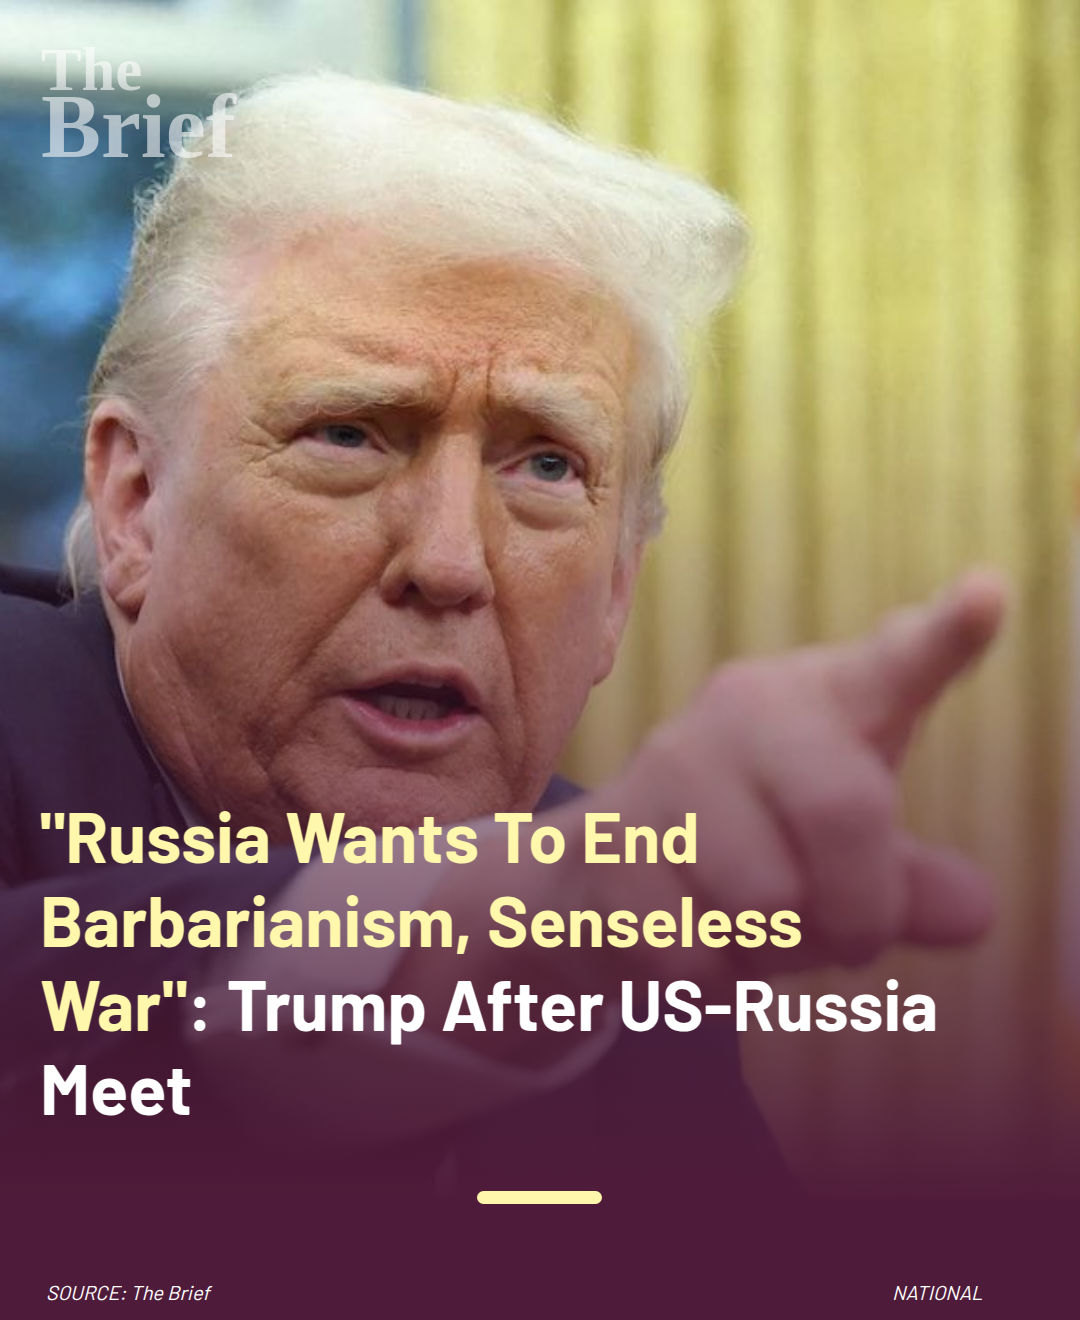 The
Brief
"Russia Wants To End
Barbarianism, Senseless
War": Trump After US-Russia
Meet
SOURCE: The Brief
NATIONAL